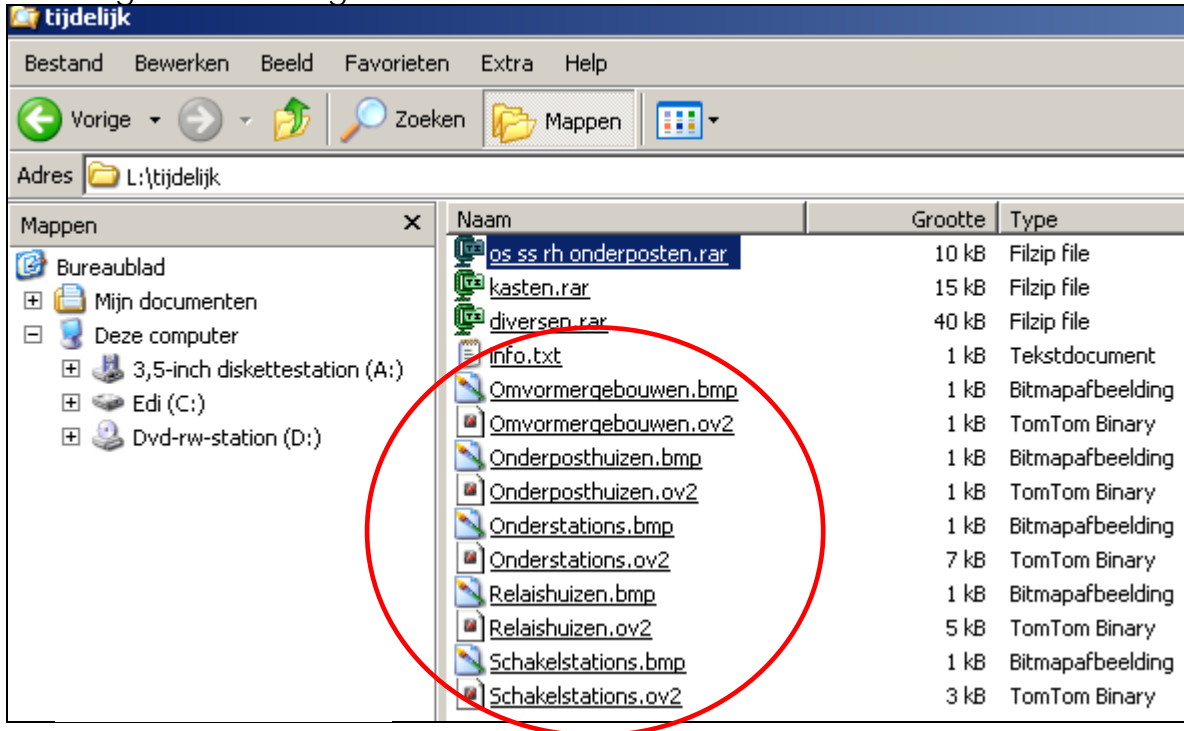 tijdelijk
Bestand Bewerken Beeld Favorieten Extra Help
Vorige Zoeken Mappen
Adres L:\tijdelijk
Mappen
Bureaublad
Mijn documenten
Deze computer
3,5-inch diskettestation (A:)
Edi (C:)
Dvd-rw-station (D:)
Naam Grootte Type
os ss rh onderposten.rar 10 kB Filzip file
kasten.rar 15 kB Filzip file
diversen.rar 40 kB Filzip file
info.txt 1 kB Tekstdocument
Omvormergebouwen.bmp 1 kB Bitmapafbeelding
Omvormergebouwen.ov2 1 kB TomTom Binary
Onderposthuizen.bmp 1 kB Bitmapafbeelding
Onderposthuizen.ov2 1 kB TomTom Binary
Onderstations.bmp 1 kB Bitmapafbeelding
Onderstations.ov2 7 kB TomTom Binary
Relaishuizen.bmp 1 kB Bitmapafbeelding
Relaishuizen.ov2 5 kB TomTom Binary
Schakelstations.bmp 1 kB Bitmapafbeelding
Schakelstations.ov2 3 kB TomTom Binary